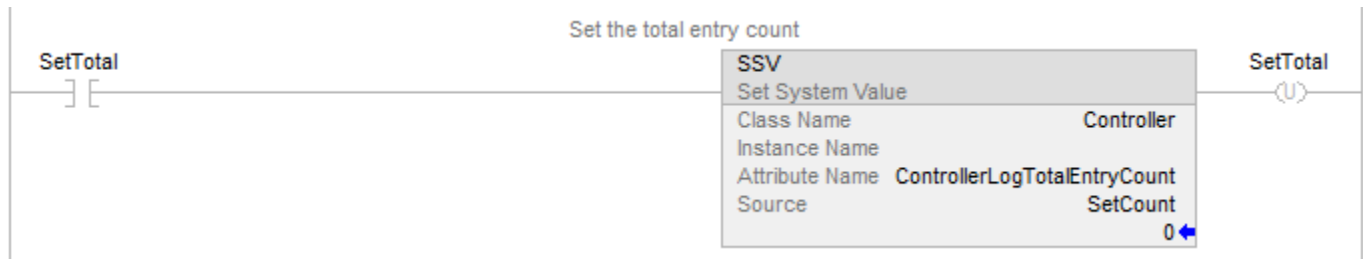 Set the total entry count
SetTotal
SSV
SetTotal
Set System Value
(U)
Class Name Controller
Instance Name
Attribute Name ControllerLogTotalEntryCount
Source SetCount
0